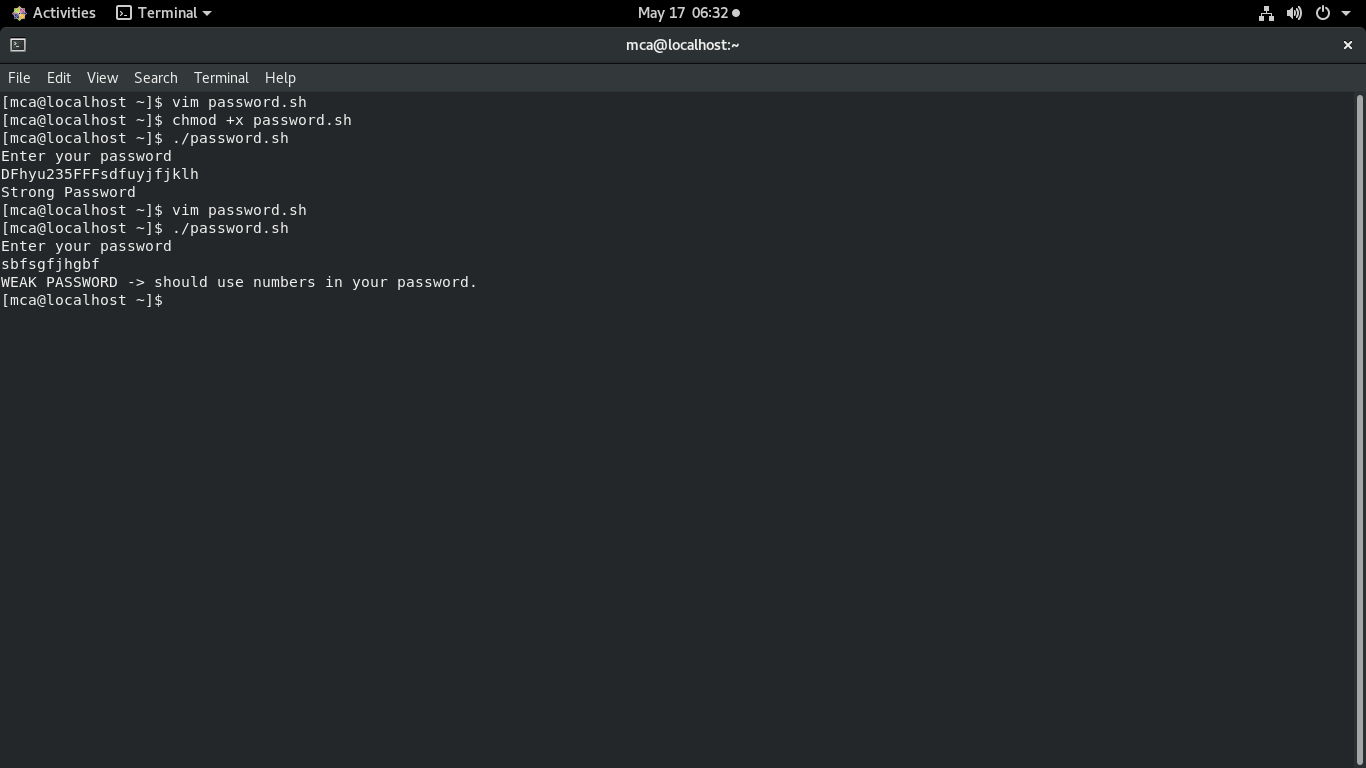 Activities Terminal May 17 06:32
mca@localhost:~
File Edit View Search Terminal Help
[mca@localhost ~]$ vim password.sh
[mca@localhost ~]$ chmod +x password.sh
[mca@localhost ~]$ ./password.sh
Enter your password
DFhyu235FFFsdfuyjfjklh
Strong Password
[mca@localhost ~]$ vim password.sh
[mca@localhost ~]$ ./password.sh
Enter your password
sbfsgfjhgbf
WEAK PASSWORD -> should use numbers in your password.
[mca@localhost ~]$